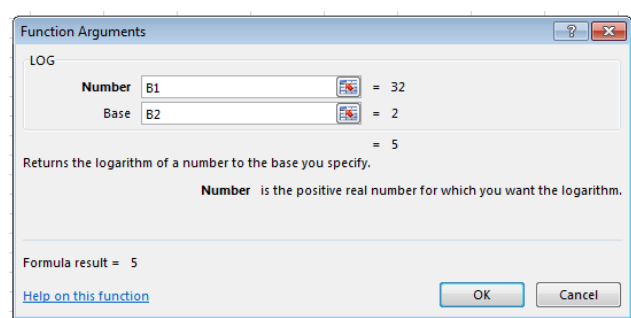 Function Arguments
LOG
Number B1 = 32
Base B2 = 2
= 5
Returns the logarithm of a number to the base you specify.
Number is the positive real number for which you want the logarithm.
Formula result = 5
Help on this function OK Cancel